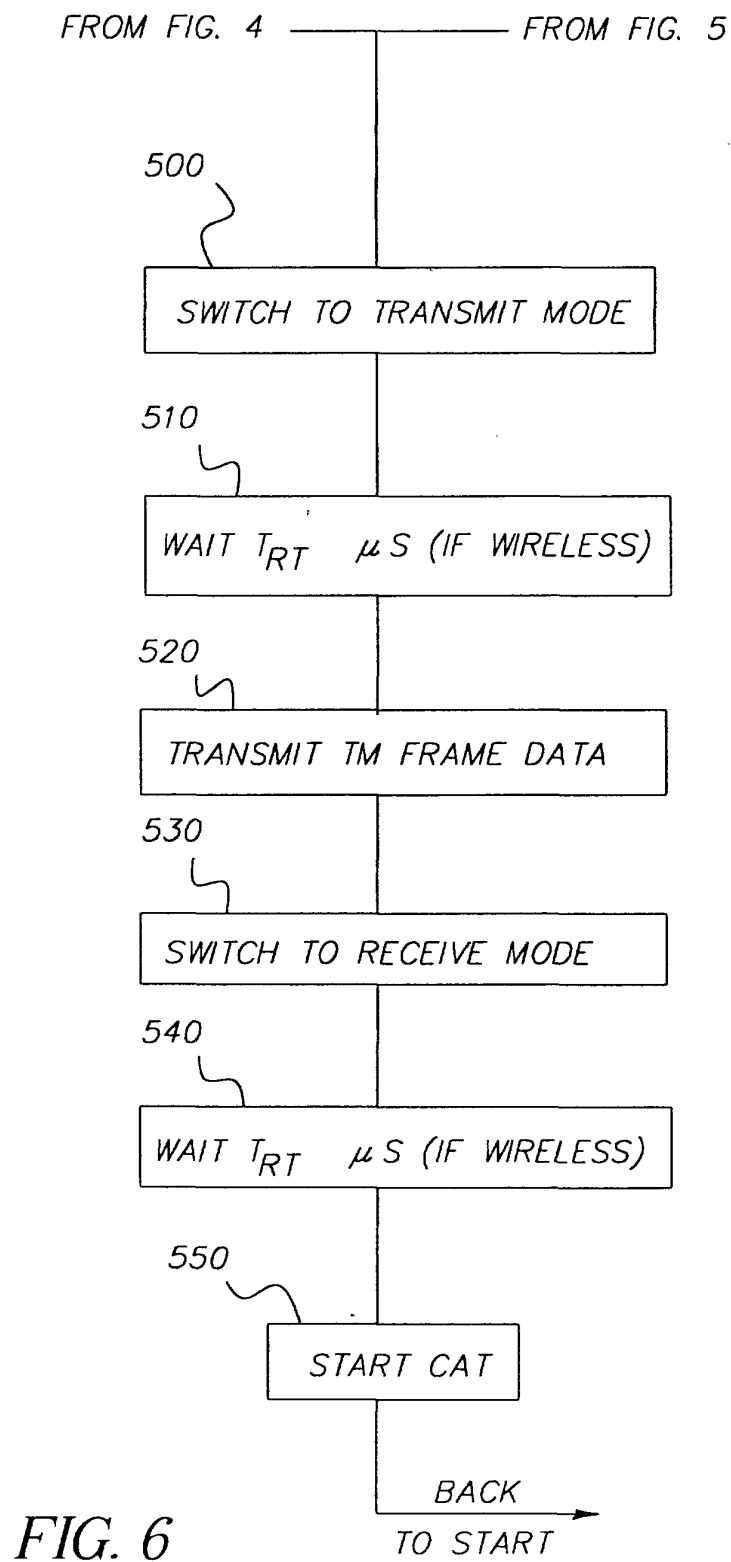 FROM FIG. 4 FROM FIG. 5
500
SWITCH TO TRANSMIT MODE
510
WAIT T_RT μS (IF WIRELESS)
520
TRANSMIT TM FRAME DATA
530
SWITCH TO RECEIVE MODE
540
WAIT T_RT μS (IF WIRELESS)
550
START CAT
BACK
TO START
FIG. 6